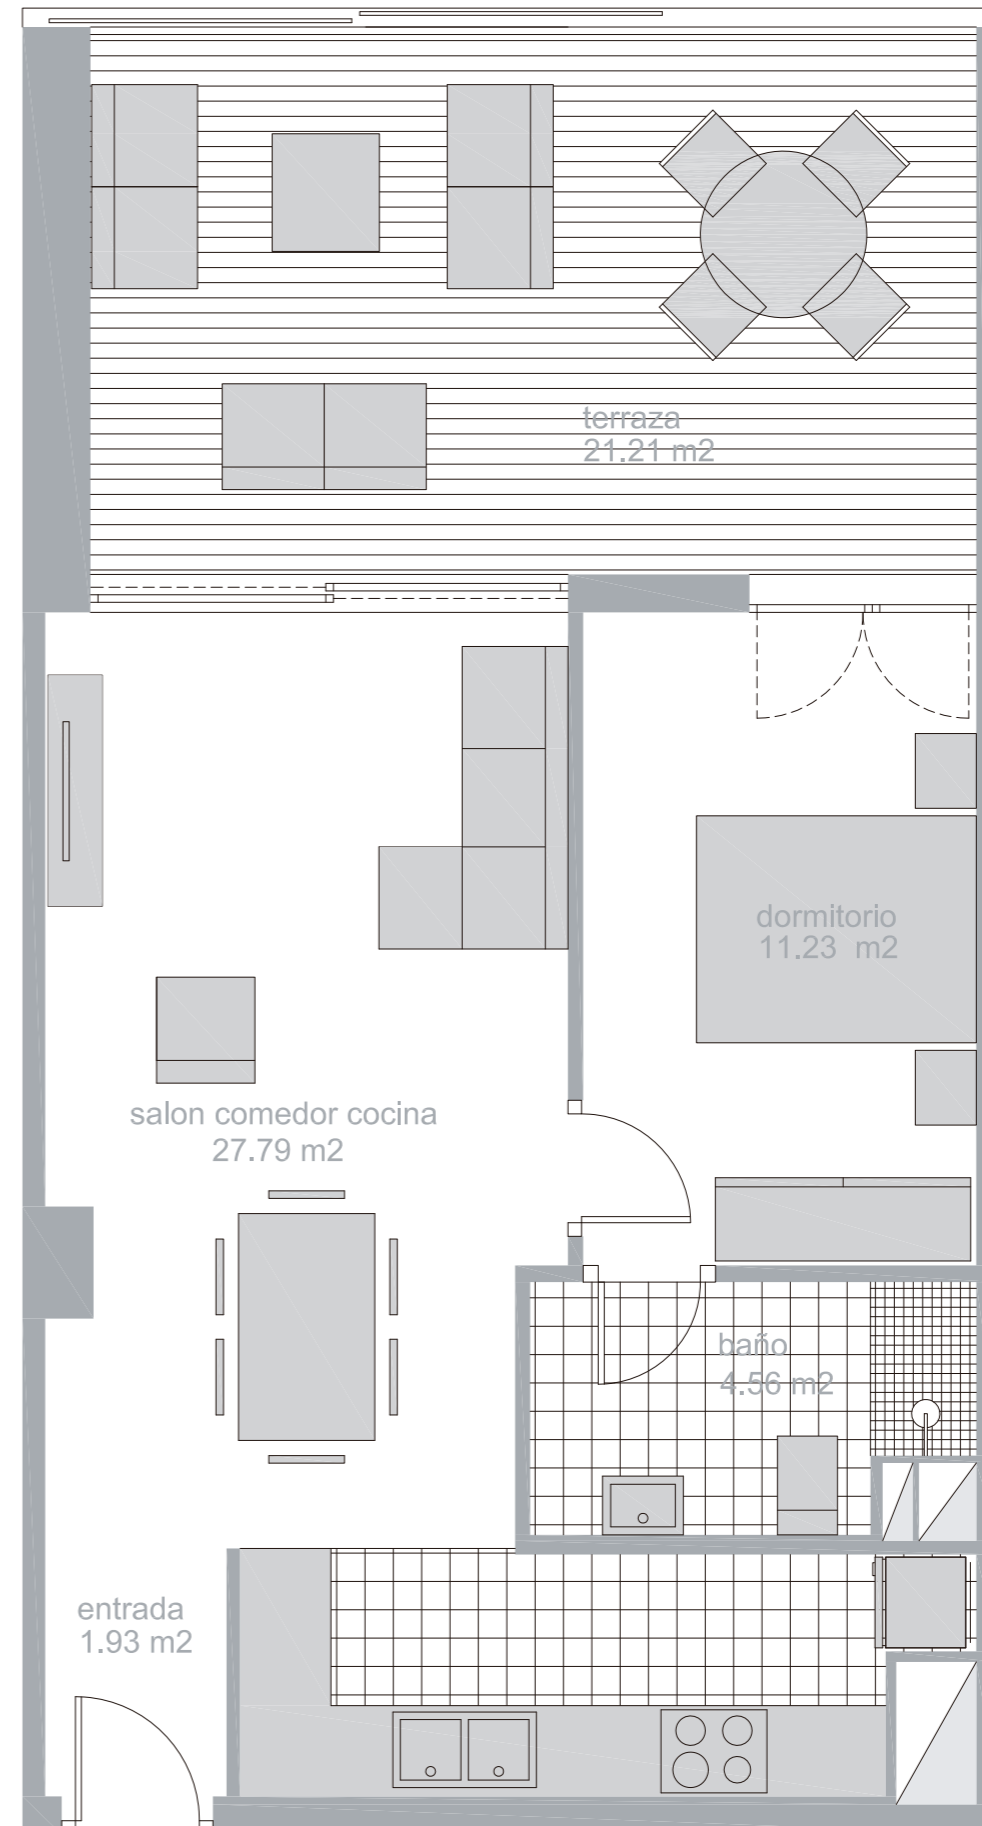 terraza
21.21 m2
dormitorio
11.23 m2
salon comedor cocina
27.79 m2
baño
4.56 m2
entrada
1.93 m2